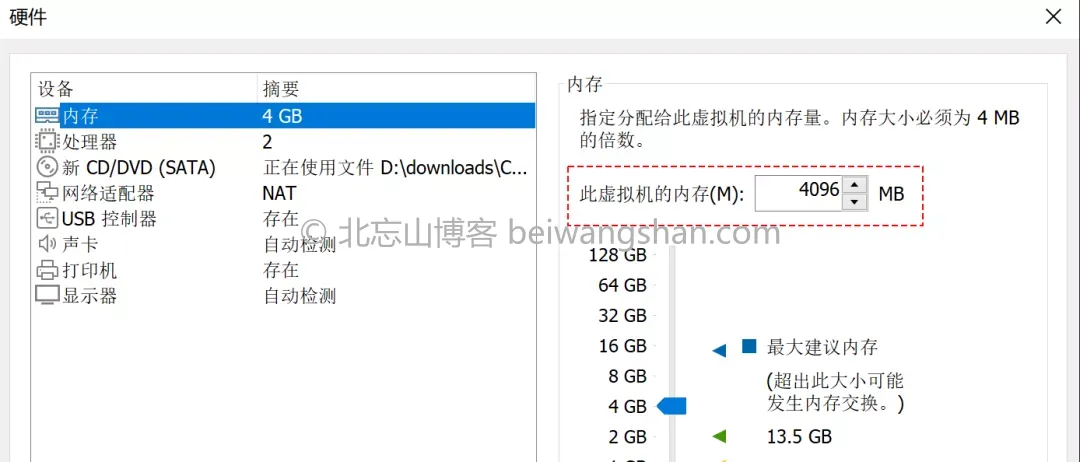 硬件
设备 摘要
内存 4 GB
处理器 2
新 CD/DVD (SATA) 正在使用文件 D:\downloads\C...
网络适配器 NAT
USB 控制器 存在
声卡 自动检测
打印机 存在
显示器 自动检测
内存
指定分配给此虚拟机的内存量。内存大小必须为 4 MB
的倍数。
此虚拟机的内存(M): 4096 MB
© 北忘山博客 beiwangshan.com
128 GB
64 GB
32 GB
16 GB
8 GB
4 GB
2 GB
最大建议内存
(超出此大小可能
发生内存交换。)
13.5 GB